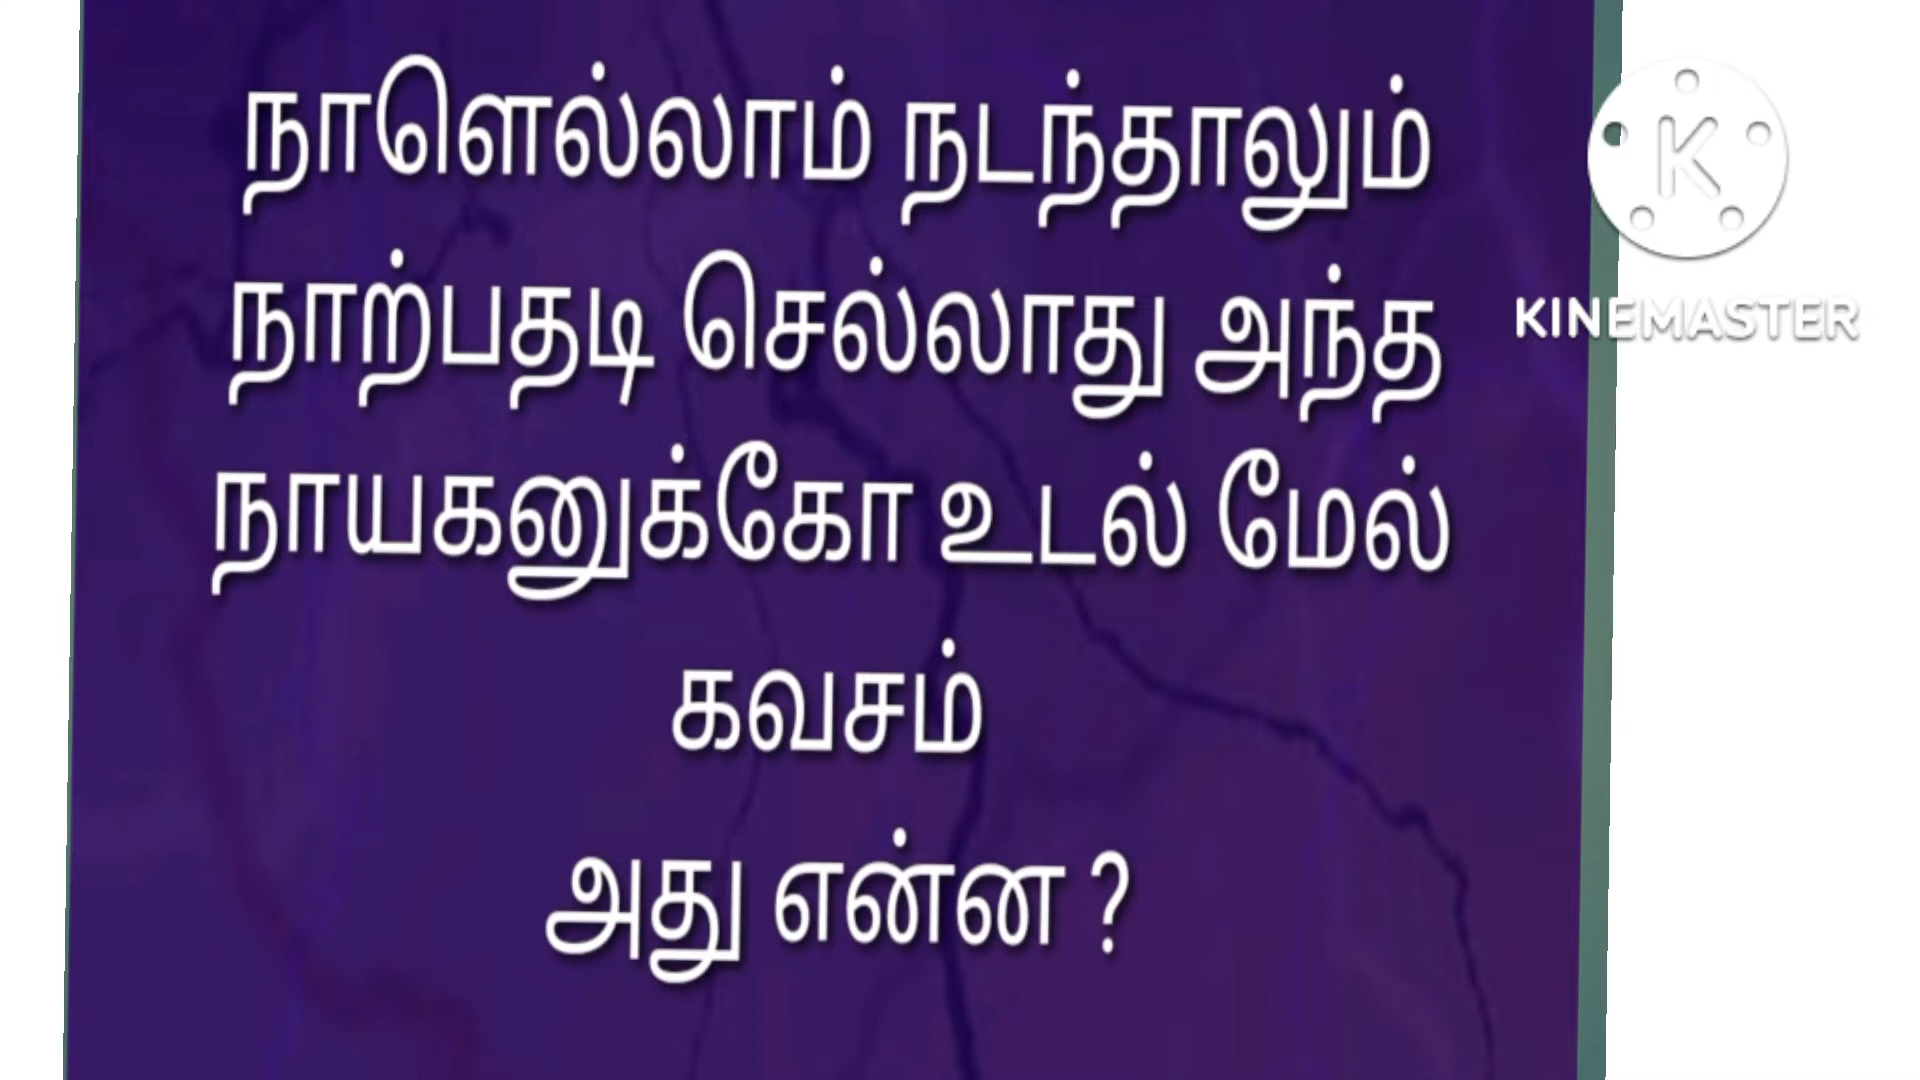 நாளெல்லாம் நடந்தாலும்
நாற்பதடி செல்லாது அந்த
நாயகனுக்கோ உடல் மேல்
கவசம்
அது என்ன ?
K
KINEMASTER